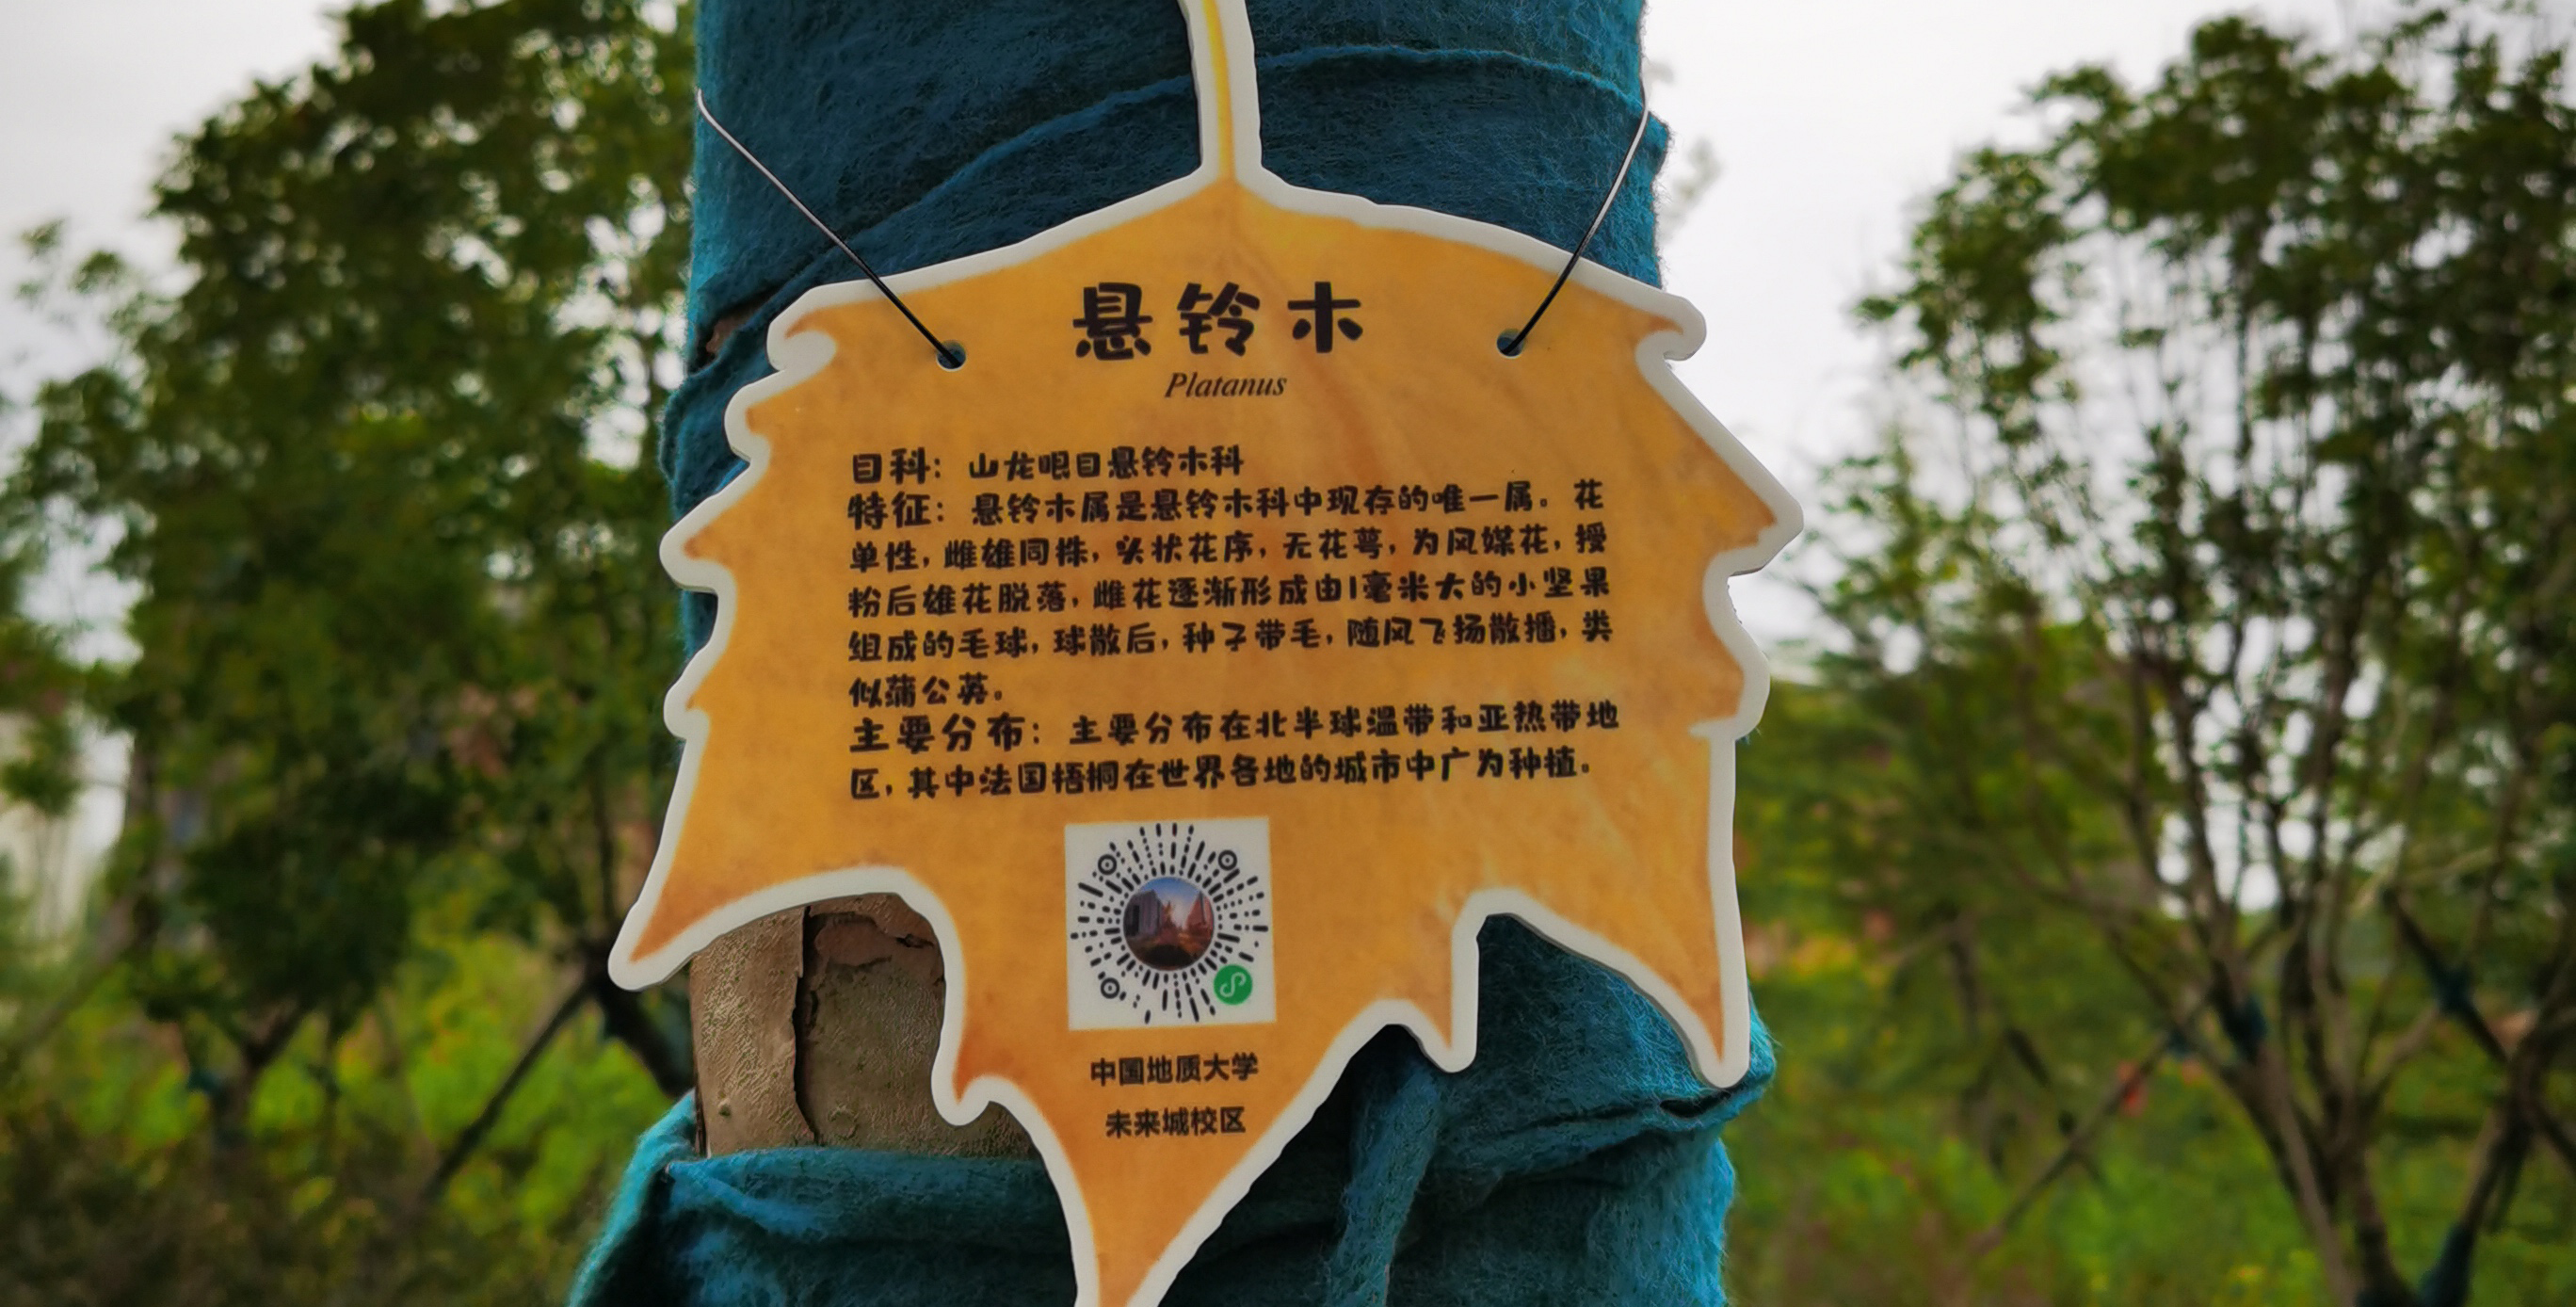 悬铃木
Platanus
目科：山龙眼目悬铃木科
特征：悬铃木属是悬铃木科中现存的唯一属。花
单性，雌雄同株，头状花序，无花萼，为风媒花，授
粉后雄花脱落，雌花逐渐形成由1毫米大的小坚果
组成的毛球，球散后，种子带毛，随风飞扬散播，类
似蒲公英。
主要分布：主要分布在北半球温带和亚热带地
区，其中法国梧桐在世界各地的城市中广为种植。
中国地质大学
未来城校区